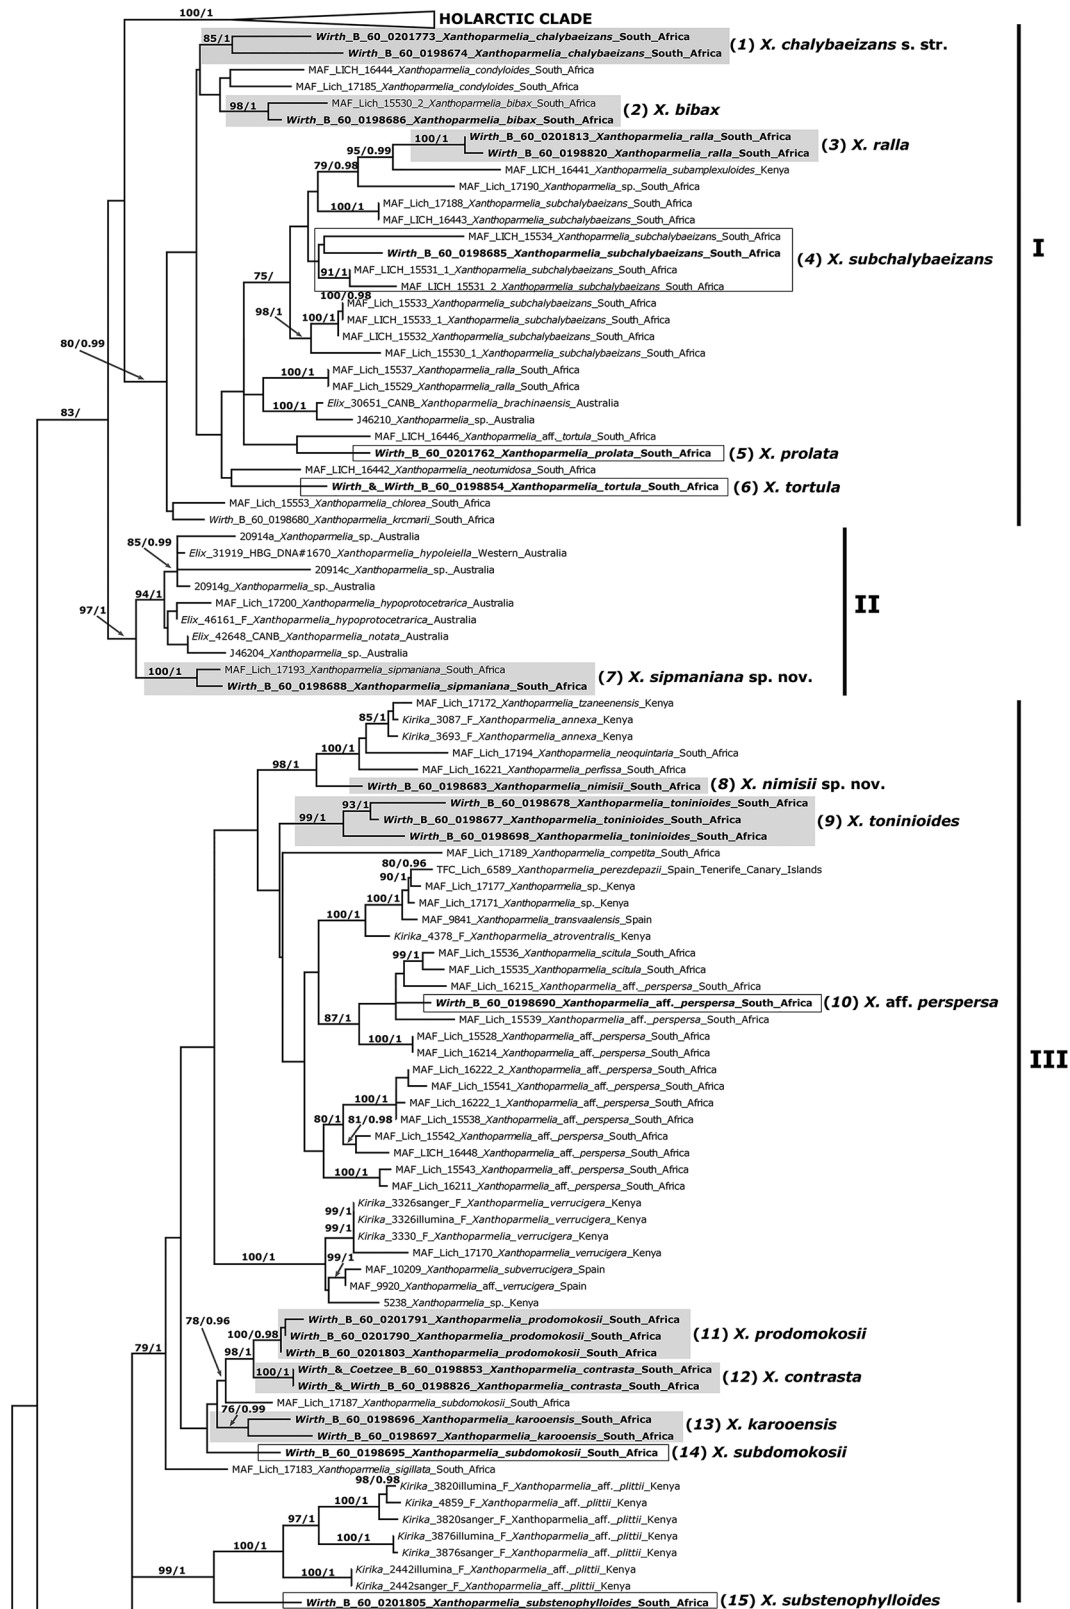 100/1
HOLARCTIC CLADE
85/1
Wirth_B_60_0201773_Xanthoparmelia_chalybaeizans_South_Africa
Wirth_B_60_0198674_Xanthoparmelia_chalybaeizans_South_Africa
(1) X. chalybaeizans s. str.
MAF_LICH_16444_Xanthoparmelia_condyloides_South_Africa
MAF_Lich_17185_Xanthoparmelia_condyloides_South_Africa
98/1
MAF_Lich_15530_2_Xanthoparmelia_bibax_South_Africa
Wirth_B_60_0198686_Xanthoparmelia_bibax_South_Africa
(2) X. bibax
100/1
Wirth_B_60_0201813_Xanthoparmelia_ralla_South_Africa
Wirth_B_60_0198820_Xanthoparmelia_ralla_South_Africa
(3) X. ralla
95/0.99
79/0.98
MAF_LICH_16441_Xanthoparmelia_subamplexuloides_Kenya
MAF_Lich_17190_Xanthoparmelia_sp._South_Africa
100/1
MAF_Lich_17188_Xanthoparmelia_subchalybaeizans_South_Africa
MAF_LICH_16443_Xanthoparmelia_subchalybaeizans_South_Africa
MAF_LICH_15534_Xanthoparmelia_subchalybaeizans_South_Africa
Wirth_B_60_0198685_Xanthoparmelia_subchalybaeizans_South_Africa
91/1
MAF_LICH_15531_1_Xanthoparmelia_subchalybaeizans_South_Africa
MAF_LICH_15531_2_Xanthoparmelia_subchalybaeizans_South_Africa
(4) X. subchalybaeizans
I
75/
100/0.98
MAF_Lich_15533_Xanthoparmelia_subchalybaeizans_South_Africa
98/1
100/1
MAF_LICH_15533_1_Xanthoparmelia_subchalybaeizans_South_Africa
MAF_LICH_15532_Xanthoparmelia_subchalybaeizans_South_Africa
MAF_Lich_15530_1_Xanthoparmelia_subchalybaeizans_South_Africa
80/0.99
100/1
MAF_Lich_15537_Xanthoparmelia_ralla_South_Africa
MAF_Lich_15529_Xanthoparmelia_ralla_South_Africa
100/1
Elix_30651_CANB_Xanthoparmelia_brachinaensis_Australia
J46210_Xanthoparmelia_sp._Australia
83/
MAF_LICH_16446_Xanthoparmelia_aff._tortula_South_Africa
Wirth_B_60_0201762_Xanthoparmelia_prolata_South_Africa
(5) X. prolata
MAF_LICH_16442_Xanthoparmelia_neotumidosa_South_Africa
Wirth_&_Wirth_B_60_0198854_Xanthoparmelia_tortula_South_Africa
(6) X. tortula
MAF_Lich_15553_Xanthoparmelia_chlorea_South_Africa
Wirth_B_60_0198680_Xanthoparmelia_krcmarii_South_Africa
20914a_Xanthoparmelia_sp._Australia
85/0.99
Elix_31919_HBG_DNA#1670_Xanthoparmelia_hypoleiella_Western_Australia
20914c_Xanthoparmelia_sp._Australia
20914g_Xanthoparmelia_sp._Australia
94/1
97/1
MAF_Lich_17200_Xanthoparmelia_hypoprotocetrarica_Australia
Elix_46161_F_Xanthoparmelia_hypoprotocetrarica_Australia
Elix_42648_CANB_Xanthoparmelia_notata_Australia
J46204_Xanthoparmelia_sp._Australia
II
100/1
MAF_Lich_17193_Xanthoparmelia_sipmaniana_South_Africa
Wirth_B_60_0198688_Xanthoparmelia_sipmaniana_South_Africa
(7) X. sipmaniana sp. nov.
MAF_Lich_17172_Xanthoparmelia_tzaneenensis_Kenya
85/1
Kirika_3087_F_Xanthoparmelia_annexa_Kenya
Kirika_3693_F_Xanthoparmelia_annexa_Kenya
100/1
MAF_Lich_17194_Xanthoparmelia_neoquintaria_South_Africa
98/1
MAF_Lich_16221_Xanthoparmelia_perfissa_South_Africa
Wirth_B_60_0198683_Xanthoparmelia_nimisii_South_Africa
(8) X. nimisii sp. nov.
93/1
Wirth_B_60_0198678_Xanthoparmelia_toninioides_South_Africa
99/1
Wirth_B_60_0198677_Xanthoparmelia_toninioides_South_Africa
Wirth_B_60_0198698_Xanthoparmelia_toninioides_South_Africa
(9) X. toninioides
MAF_Lich_17189_Xanthoparmelia_competita_South_Africa
80/0.96
TFC_Lich_6589_Xanthoparmelia_perezdepazii_Spain_Tenerife_Canary_Islands
90/1
MAF_Lich_17177_Xanthoparmelia_sp._Kenya
100/1
MAF_Lich_17171_Xanthoparmelia_sp._Kenya
100/1
MAF_9841_Xanthoparmelia_transvaalensis_Spain
Kirika_4378_F_Xanthoparmelia_atroventralis_Kenya
99/1
MAF_Lich_15536_Xanthoparmelia_scitula_South_Africa
MAF_Lich_15535_Xanthoparmelia_scitula_South_Africa
MAF_Lich_16215_Xanthoparmelia_aff._perspersa_South_Africa
Wirth_B_60_0198690_Xanthoparmelia_aff._perspersa_South_Africa
(10) X. aff. perspersa
87/1
MAF_Lich_15539_Xanthoparmelia_aff._perspersa_South_Africa
100/1
MAF_Lich_15528_Xanthoparmelia_aff._perspersa_South_Africa
MAF_Lich_16214_Xanthoparmelia_aff._perspersa_South_Africa
III
MAF_Lich_16222_2_Xanthoparmelia_aff._perspersa_South_Africa
MAF_Lich_15541_Xanthoparmelia_aff._perspersa_South_Africa
100/1
MAF_Lich_16222_1_Xanthoparmelia_aff._perspersa_South_Africa
80/1
81/0.98
MAF_Lich_15538_Xanthoparmelia_aff._perspersa_South_Africa
MAF_Lich_15542_Xanthoparmelia_aff._perspersa_South_Africa
MAF_LICH_16448_Xanthoparmelia_aff._perspersa_South_Africa
100/1
MAF_Lich_15543_Xanthoparmelia_aff._perspersa_South_Africa
MAF_Lich_16211_Xanthoparmelia_aff._perspersa_South_Africa
Kirika_3326sanger_F_Xanthoparmelia_verrucigera_Kenya
99/1
Kirika_3326illumina_F_Xanthoparmelia_verrucigera_Kenya
99/1
Kirika_3330_F_Xanthoparmelia_verrucigera_Kenya
100/1
MAF_Lich_17170_Xanthoparmelia_verrucigera_Kenya
99/1
MAF_10209_Xanthoparmelia_subverrucigera_Spain
MAF_9920_Xanthoparmelia_aff._verrucigera_Spain
5238_Xanthoparmelia_sp._Kenya
78/0.96
100/0.98
Wirth_B_60_0201791_Xanthoparmelia_prodomokosii_South_Africa
Wirth_B_60_0201790_Xanthoparmelia_prodomokosii_South_Africa
Wirth_B_60_0201803_Xanthoparmelia_prodomokosii_South_Africa
(11) X. prodomokosii
79/1
98/1
100/1
Wirth_&_Coetzee_B_60_0198853_Xanthoparmelia_contrasta_South_Africa
Wirth_&_Wirth_B_60_0198826_Xanthoparmelia_contrasta_South_Africa
(12) X. contrasta
MAF_Lich_17187_Xanthoparmelia_subdomokosii_South_Africa
76/0.99
Wirth_B_60_0198696_Xanthoparmelia_karooensis_South_Africa
Wirth_B_60_0198697_Xanthoparmelia_karooensis_South_Africa
(13) X. karooensis
Wirth_B_60_0198695_Xanthoparmelia_subdomokosii_South_Africa
(14) X. subdomokosii
MAF_Lich_17183_Xanthoparmelia_sigillata_South_Africa
98/0.98
Kirika_3820illumina_F_Xanthoparmelia_aff._plittii_Kenya
100/1
Kirika_4859_F_Xanthoparmelia_aff._plittii_Kenya
97/1
Kirika_3820sanger_F_Xanthoparmelia_aff._plittii_Kenya
100/1
Kirika_3876illumina_F_Xanthoparmelia_aff._plittii_Kenya
100/1
Kirika_3876sanger_F_Xanthoparmelia_aff._plittii_Kenya
99/1
100/1
Kirika_2442illumina_F_Xanthoparmelia_aff._plittii_Kenya
Kirika_2442sanger_F_Xanthoparmelia_aff._plittii_Kenya
Wirth_B_60_0201805_Xanthoparmelia_substenophylloides_South_Africa
(15) X. substenophylloides